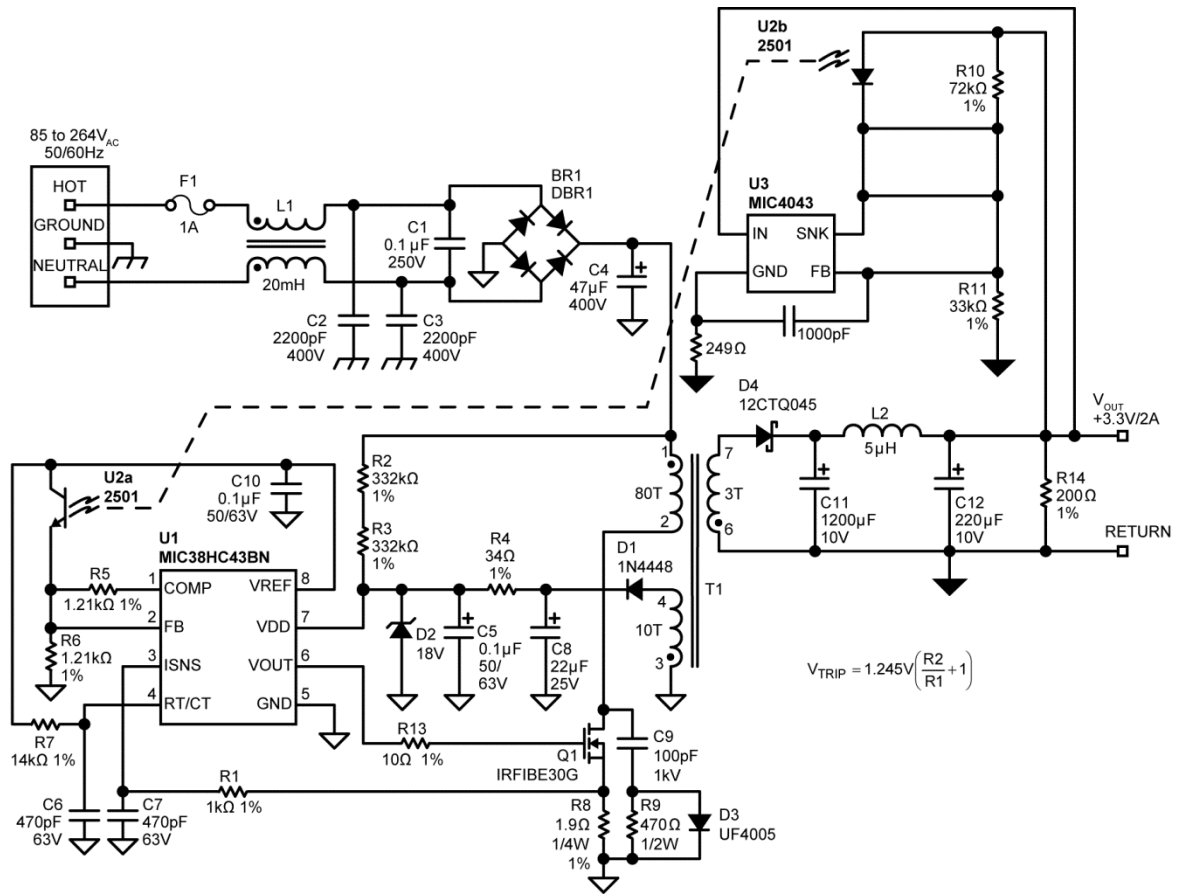 85 to 264VAC
50/60Hz
HOT
GROUND
NEUTRAL
F1
1A
L1
20mH
C1
0.1µF
250V
C2
2200pF
400V
C3
2200pF
400V
BR1
DBR1
C4
47µF
400V
U2b
2501
R10
72kΩ
1%
U3
MIC4043
IN
SNK
GND
FB
R11
33kΩ
1%
1000pF
249Ω
D4
12CTQ045
VOUT
+3.3V/2A
L2
5µH
7
3T
6
C11
1200µF
10V
C12
220µF
10V
R14
200Ω
1%
RETURN
1
80T
2
T1
U2a
2501
C10
0.1µF
50/63V
R2
332kΩ
1%
R3
332kΩ
1%
R4
34Ω
1%
D1
1N4448
4
10T
3
U1
MIC38HC43BN
R5
1.21kΩ 1%
R6
1.21kΩ
1%
1
COMP
VREF
8
2
FB
VDD
7
3
ISNS
VOUT
6
4
RT/CT
GND
5
D2
18V
C5
0.1µF
50/
63V
C8
22µF
25V
VTRIP = 1.245V(R2/R1 + 1)
R7
14kΩ 1%
R13
10Ω 1%
Q1
IRFIBE30G
C9
100pF
1kV
R1
1kΩ 1%
C6
470pF
63V
C7
470pF
63V
R8
1.9Ω
1/4W
1%
R9
470Ω
1/2W
D3
UF4005